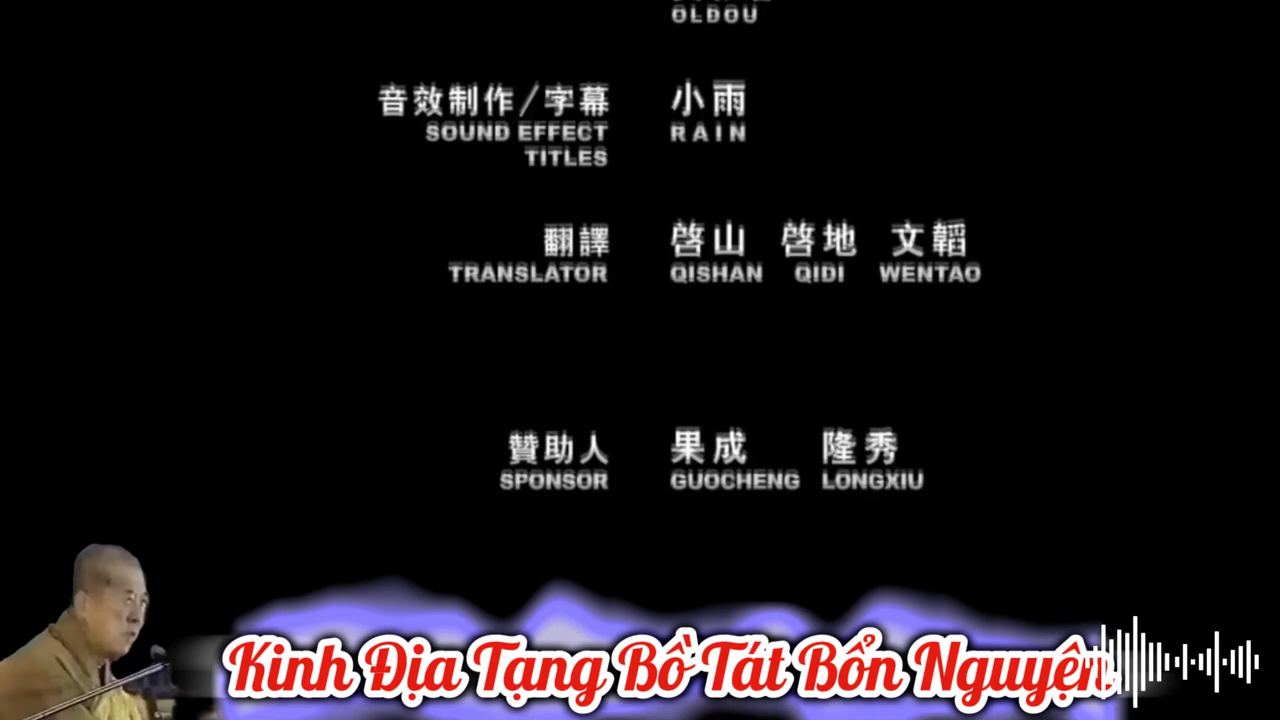 OLDOU
音效制作/字幕 小雨
SOUND EFFECT RAIN
TITLES
翻譯 啓山 啓地 文韜
TRANSLATOR QISHAN QIDI WENTAO
贊助人 果成 隆秀
SPONSOR GUOCHENG LONGXIU
Kinh Địa Tạng Bồ Tát Bổn Nguyện